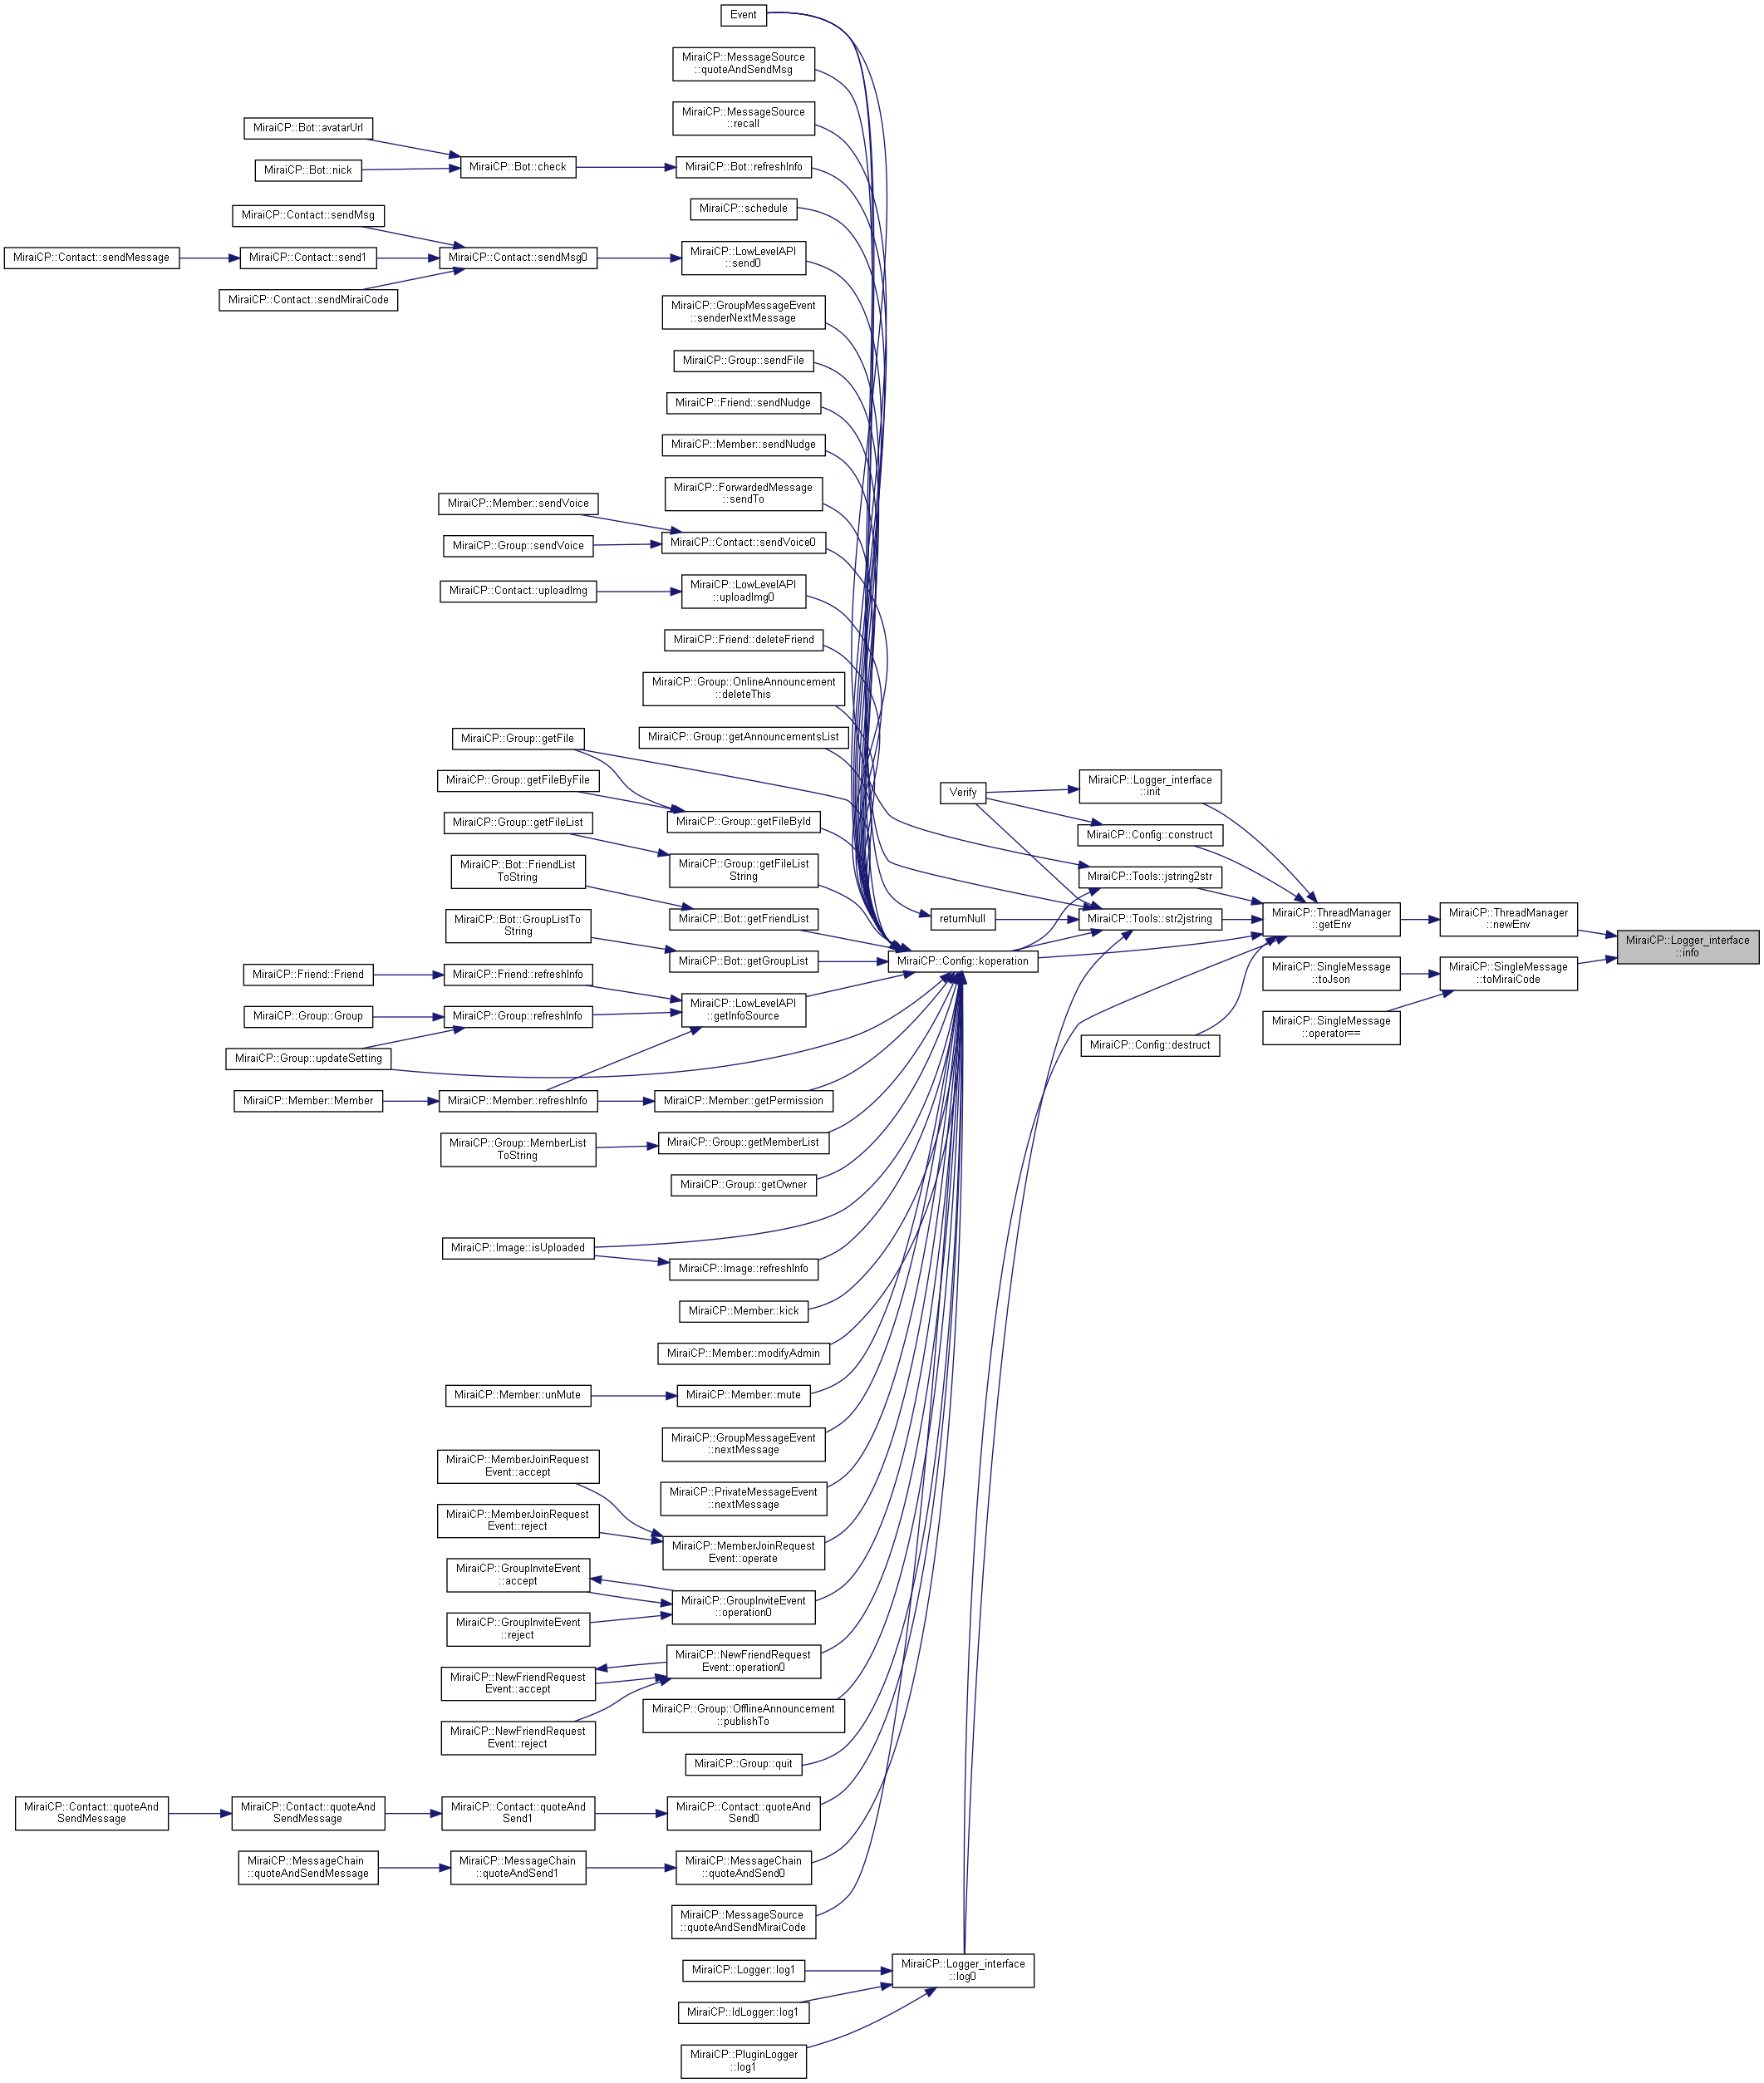 Event
MiraiCP::MessageSource
::quoteAndSendMsg
MiraiCP::MessageSource
::recall
MiraiCP::Bot::avatarUrl
MiraiCP::Bot::nick
MiraiCP::Bot::check
MiraiCP::Bot::refreshInfo
MiraiCP::schedule
MiraiCP::Contact::sendMsg
MiraiCP::Contact::sendMessage
MiraiCP::Contact::send1
MiraiCP::Contact::sendMsg0
MiraiCP::LowLevelAPI
::send0
MiraiCP::Contact::sendMiraiCode
MiraiCP::GroupMessageEvent
::senderNextMessage
MiraiCP::Group::sendFile
MiraiCP::Friend::sendNudge
MiraiCP::Member::sendNudge
MiraiCP::ForwardedMessage
::sendTo
MiraiCP::Member::sendVoice
MiraiCP::Group::sendVoice
MiraiCP::Contact::sendVoice0
MiraiCP::Contact::uploadImg
MiraiCP::LowLevelAPI
::uploadImg0
MiraiCP::Friend::deleteFriend
MiraiCP::Group::OnlineAnnouncement
::deleteThis
MiraiCP::Group::getFile
MiraiCP::Group::getAnnouncementsList
MiraiCP::Group::getFileByFile
MiraiCP::Group::getFileById
MiraiCP::Group::getFileList
MiraiCP::Group::getFileList
String
MiraiCP::Bot::FriendList
ToString
MiraiCP::Bot::getFriendList
MiraiCP::Bot::GroupListTo
String
MiraiCP::Bot::getGroupList
Verify
MiraiCP::Logger_interface
::init
MiraiCP::Config::construct
MiraiCP::Tools::jstring2str
returnNull
MiraiCP::Tools::str2jstring
MiraiCP::ThreadManager
::getEnv
MiraiCP::ThreadManager
::newEnv
MiraiCP::Logger_interface
::info
MiraiCP::Config::koperation
MiraiCP::SingleMessage
::toJson
MiraiCP::SingleMessage
::toMiraiCode
MiraiCP::SingleMessage
::operator==
MiraiCP::Config::destruct
MiraiCP::Friend::Friend
MiraiCP::Friend::refreshInfo
MiraiCP::LowLevelAPI
::getInfoSource
MiraiCP::Group::Group
MiraiCP::Group::refreshInfo
MiraiCP::Group::updateSetting
MiraiCP::Member::Member
MiraiCP::Member::refreshInfo
MiraiCP::Member::getPermission
MiraiCP::Group::MemberList
ToString
MiraiCP::Group::getMemberList
MiraiCP::Group::getOwner
MiraiCP::Image::isUploaded
MiraiCP::Image::refreshInfo
MiraiCP::Member::kick
MiraiCP::Member::modifyAdmin
MiraiCP::Member::unMute
MiraiCP::Member::mute
MiraiCP::GroupMessageEvent
::nextMessage
MiraiCP::PrivateMessageEvent
::nextMessage
MiraiCP::MemberJoinRequest
Event::accept
MiraiCP::MemberJoinRequest
Event::reject
MiraiCP::MemberJoinRequest
Event::operate
MiraiCP::GroupInviteEvent
::accept
MiraiCP::GroupInviteEvent
::operation0
MiraiCP::GroupInviteEvent
::reject
MiraiCP::NewFriendRequest
Event::operation0
MiraiCP::NewFriendRequest
Event::accept
MiraiCP::NewFriendRequest
Event::reject
MiraiCP::Group::OfflineAnnouncement
::publishTo
MiraiCP::Group::quit
MiraiCP::Contact::quoteAnd
SendMessage
MiraiCP::Contact::quoteAnd
SendMessage
MiraiCP::Contact::quoteAnd
Send1
MiraiCP::Contact::quoteAnd
Send0
MiraiCP::MessageChain
::quoteAndSendMessage
MiraiCP::MessageChain
::quoteAndSend1
MiraiCP::MessageChain
::quoteAndSend0
MiraiCP::MessageSource
::quoteAndSendMiraiCode
MiraiCP::Logger_interface
::log0
MiraiCP::Logger::log1
MiraiCP::IdLogger::log1
MiraiCP::PluginLogger
::log1